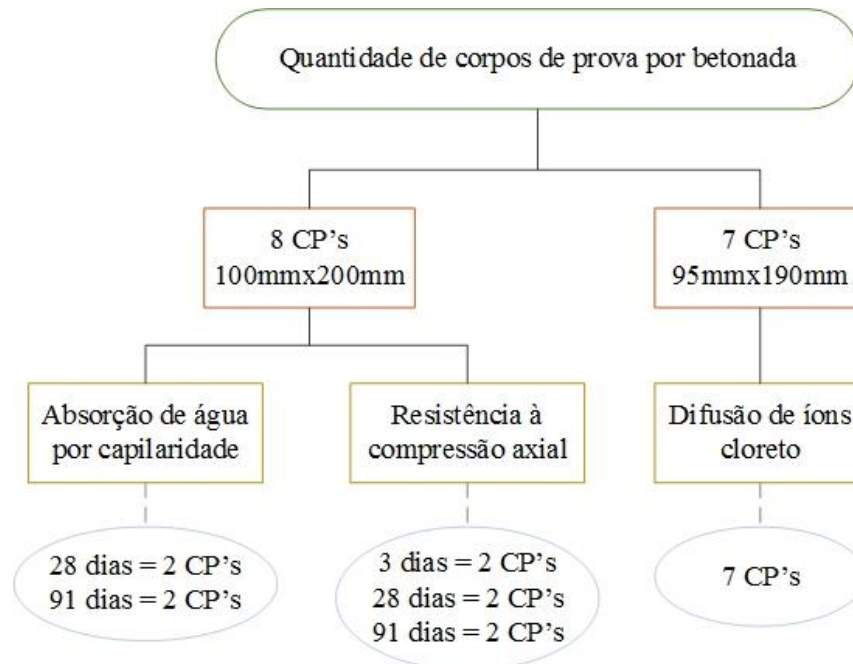 Quantidade de corpos de prova por betonada
8 CP’s
100mmx200mm
7 CP’s
95mmx190mm
Absorção de água
por capilaridade
Resistência à
compressão axial
Difusão de íons
cloreto
28 dias = 2 CP’s
91 dias = 2 CP’s
3 dias = 2 CP’s
28 dias = 2 CP’s
91 dias = 2 CP’s
7 CP’s